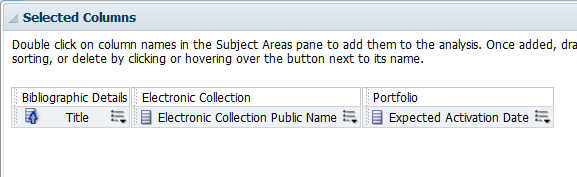 Selected Columns
Double click on column names in the Subject Areas pane to add them to the analysis. Once added, dra
sorting, or delete by clicking or hovering over the button next to its name.
Bibliographic Details Electronic Collection Portfolio
Title Electronic Collection Public Name Expected Activation Date